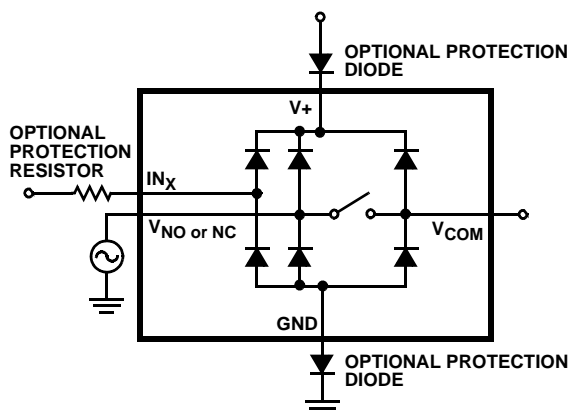 OPTIONAL PROTECTION
DIODE
V+
OPTIONAL
PROTECTION
RESISTOR
INX
VNO or NC
VCOM
GND
OPTIONAL PROTECTION
DIODE